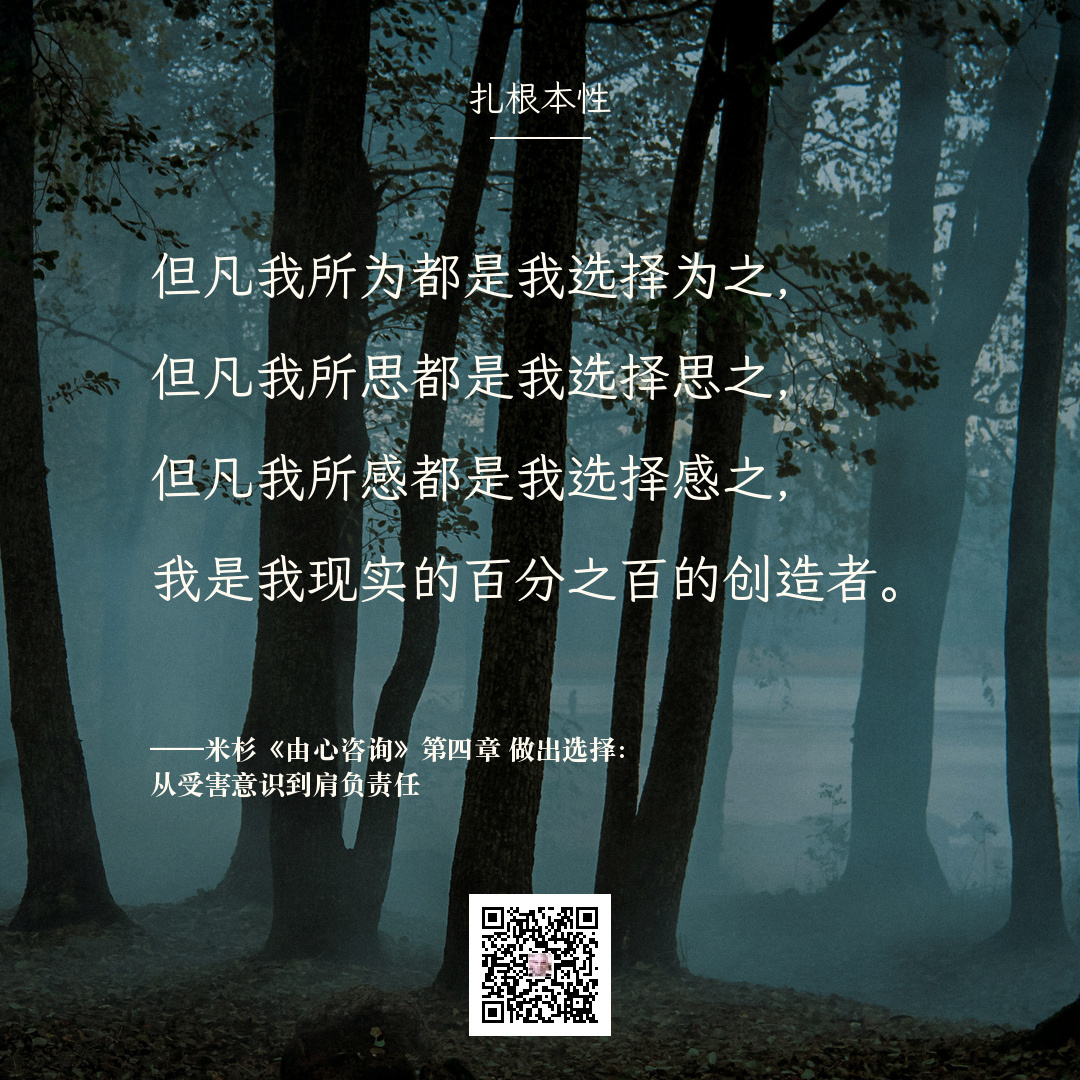 扎根本性
但凡我所为都是我选择为之，
但凡我所思都是我选择思之，
但凡我所感都是我选择感之，
我是我现实的百分之百的创造者。
——米杉《由心咨询》第四章 做出选择：
从受害意识到肩负责任